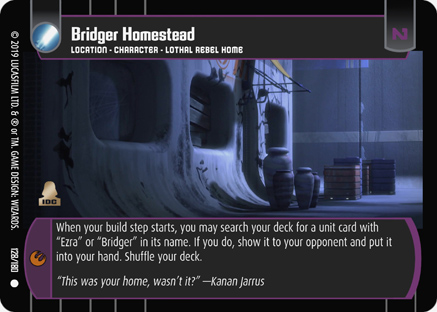 Bridger Homestead
LOCATION - CHARACTER - LOTHAL REBEL HOME
2
© 2019 LUCASFILM LTD. & ® OR TM. GAME DESIGN: WIZARDS.
128/180
IDC
When your build step starts, you may search your deck for a unit card with
“Ezra” or “Bridger” in its name. If you do, show it to your opponent and put it
into your hand. Shuffle your deck.
“This was your home, wasn’t it?” —Kanan Jarrus